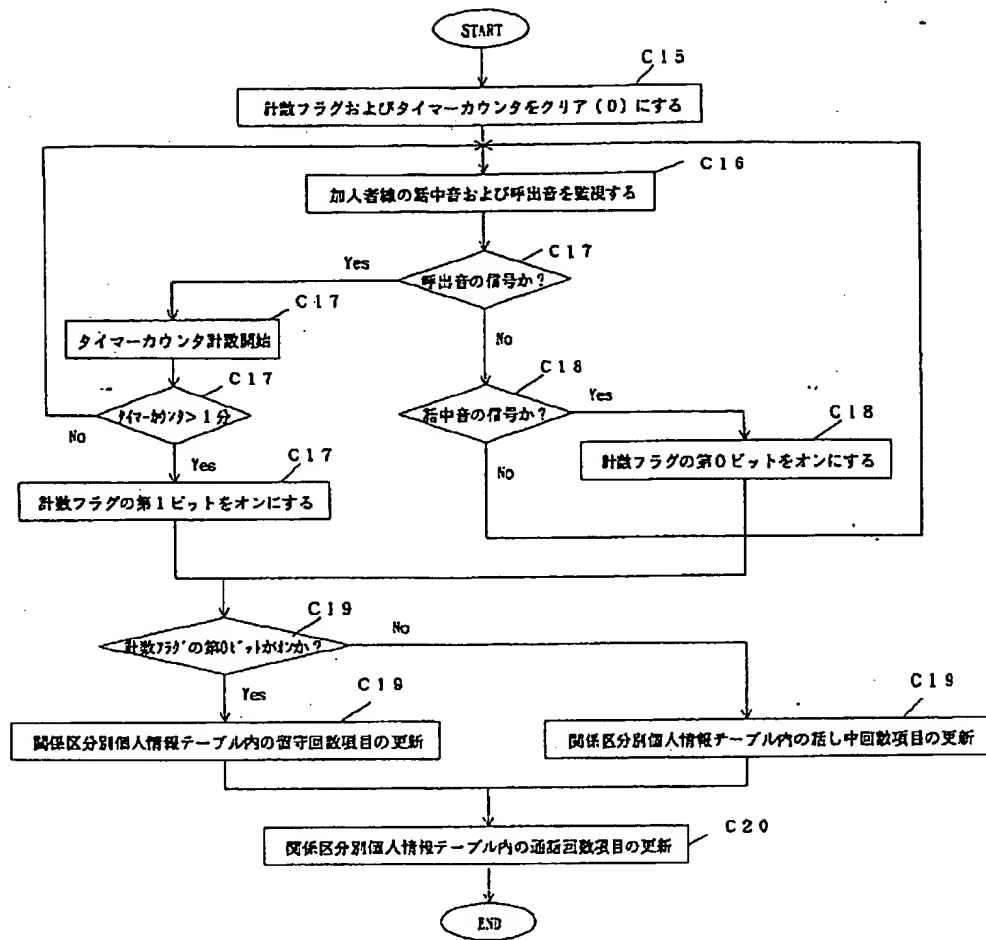 START
C15
計数フラグおよびタイマーカウンタをクリア(0)にする
C16
加入者線の話中音および呼出音を監視する
C17
Yes
呼出音の信号か?
C17
タイマーカウンタ計数開始
No
C17
C18
タイマーカウンタ>1分
話中音の信号か?
Yes
C18
No
計数フラグの第0ビットをオンにする
Yes
C17
No
計数フラグの第1ビットをオンにする
C19
計数フラグの第0ビットがオンか?
No
Yes
C19
C19
関係区分別個人情報テーブル内の留守回数項目の更新
関係区分別個人情報テーブル内の話し中回数項目の更新
C20
関係区分別個人情報テーブル内の通話回数項目の更新
END